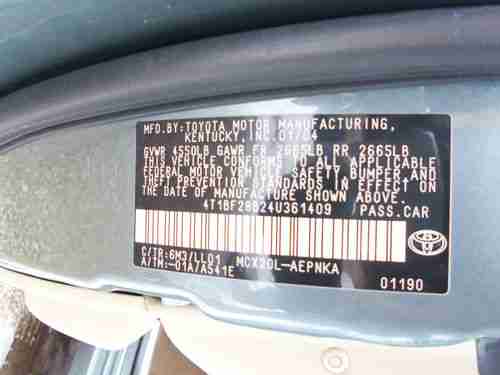 MFD.BY:TOYOTA MOTOR MANUFACTURING,
KENTUCKY, INC. 01/04
GVWR 4550LB GAWR FR 2665LB RR 2665LB
THIS VEHICLE CONFORMS TO ALL APPLICABLE
FEDERAL MOTOR VEHICLE SAFETY BUMPER AND
THEFT PREVENTION STANDARDS IN EFFECT ON
THE DATE OF MANUFACTURE SHOWN ABOVE.
4T1BF28B24U361409 PASS.CAR
C/TR:6M3/LL01 MCX20L-AEPNKA
A/TM:-01A/A541E
TOYOTA
01190